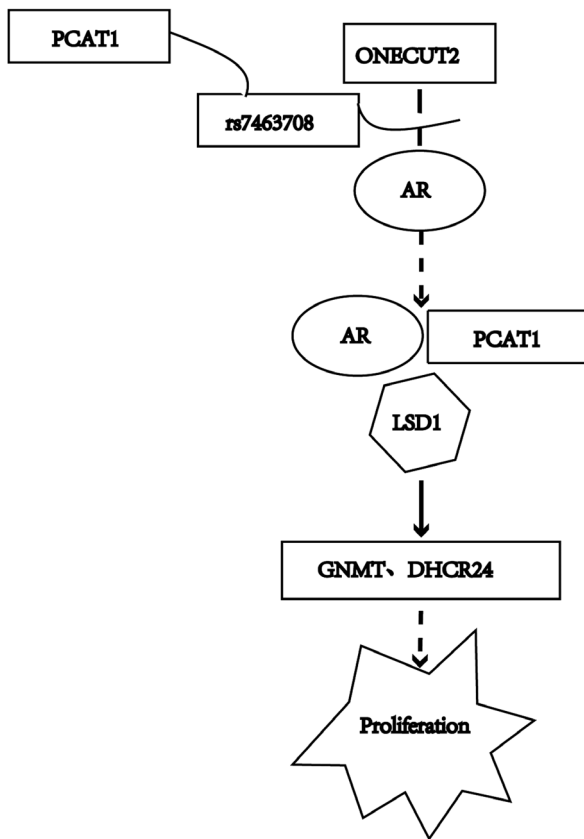 PCAT1
ONECUT2
rs7463708
AR
AR
PCAT1
LSD1
GNMT、DHCR24
Proliferation